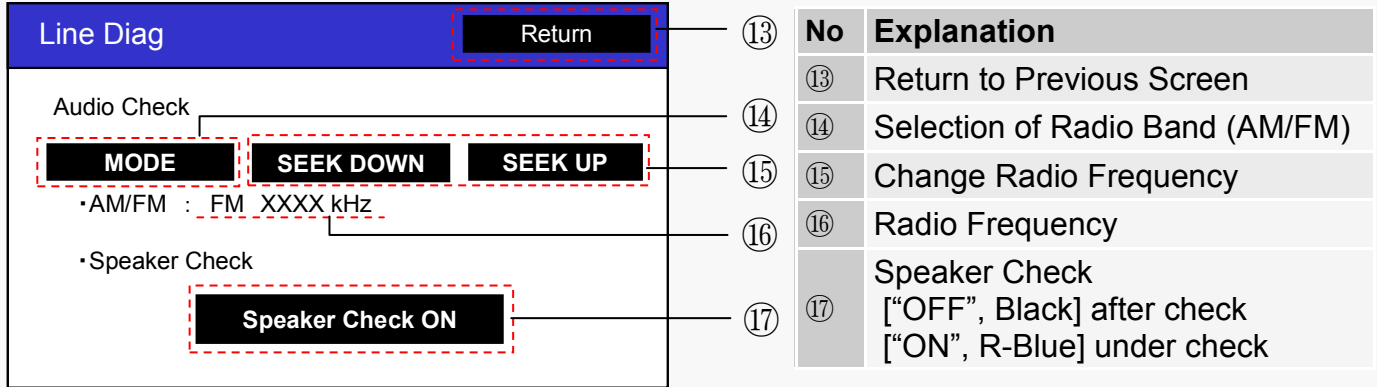 Line Diag
Return
Audio Check
MODE
SEEK DOWN
SEEK UP
・AM/FM : FM XXXX kHz
・Speaker Check
Speaker Check ON
⑬
⑭
⑮
⑯
⑰
No Explanation
⑬ Return to Previous Screen
⑭ Selection of Radio Band (AM/FM)
⑮ Change Radio Frequency
⑯ Radio Frequency
⑰ Speaker Check
[“OFF”, Black] after check
[“ON”, R-Blue] under check